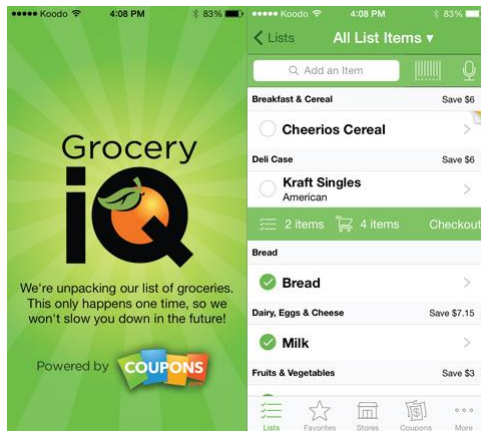 Koodo 4:08 PM 83%
Grocery
iQ
We're unpacking our list of groceries.
This only happens one time, so we
won't slow you down in the future!
Powered by COUPONS
Koodo 4:08 PM 83%
Lists All List Items ▾
Add an Item
Breakfast & Cereal Save $6
Cheerios Cereal
Deli Case Save $6
Kraft Singles
American
2 items 4 items Checkout
Bread
Bread
Dairy, Eggs & Cheese Save $7.15
Milk
Fruits & Vegetables Save $3
Lists Favorites Stores Coupons More